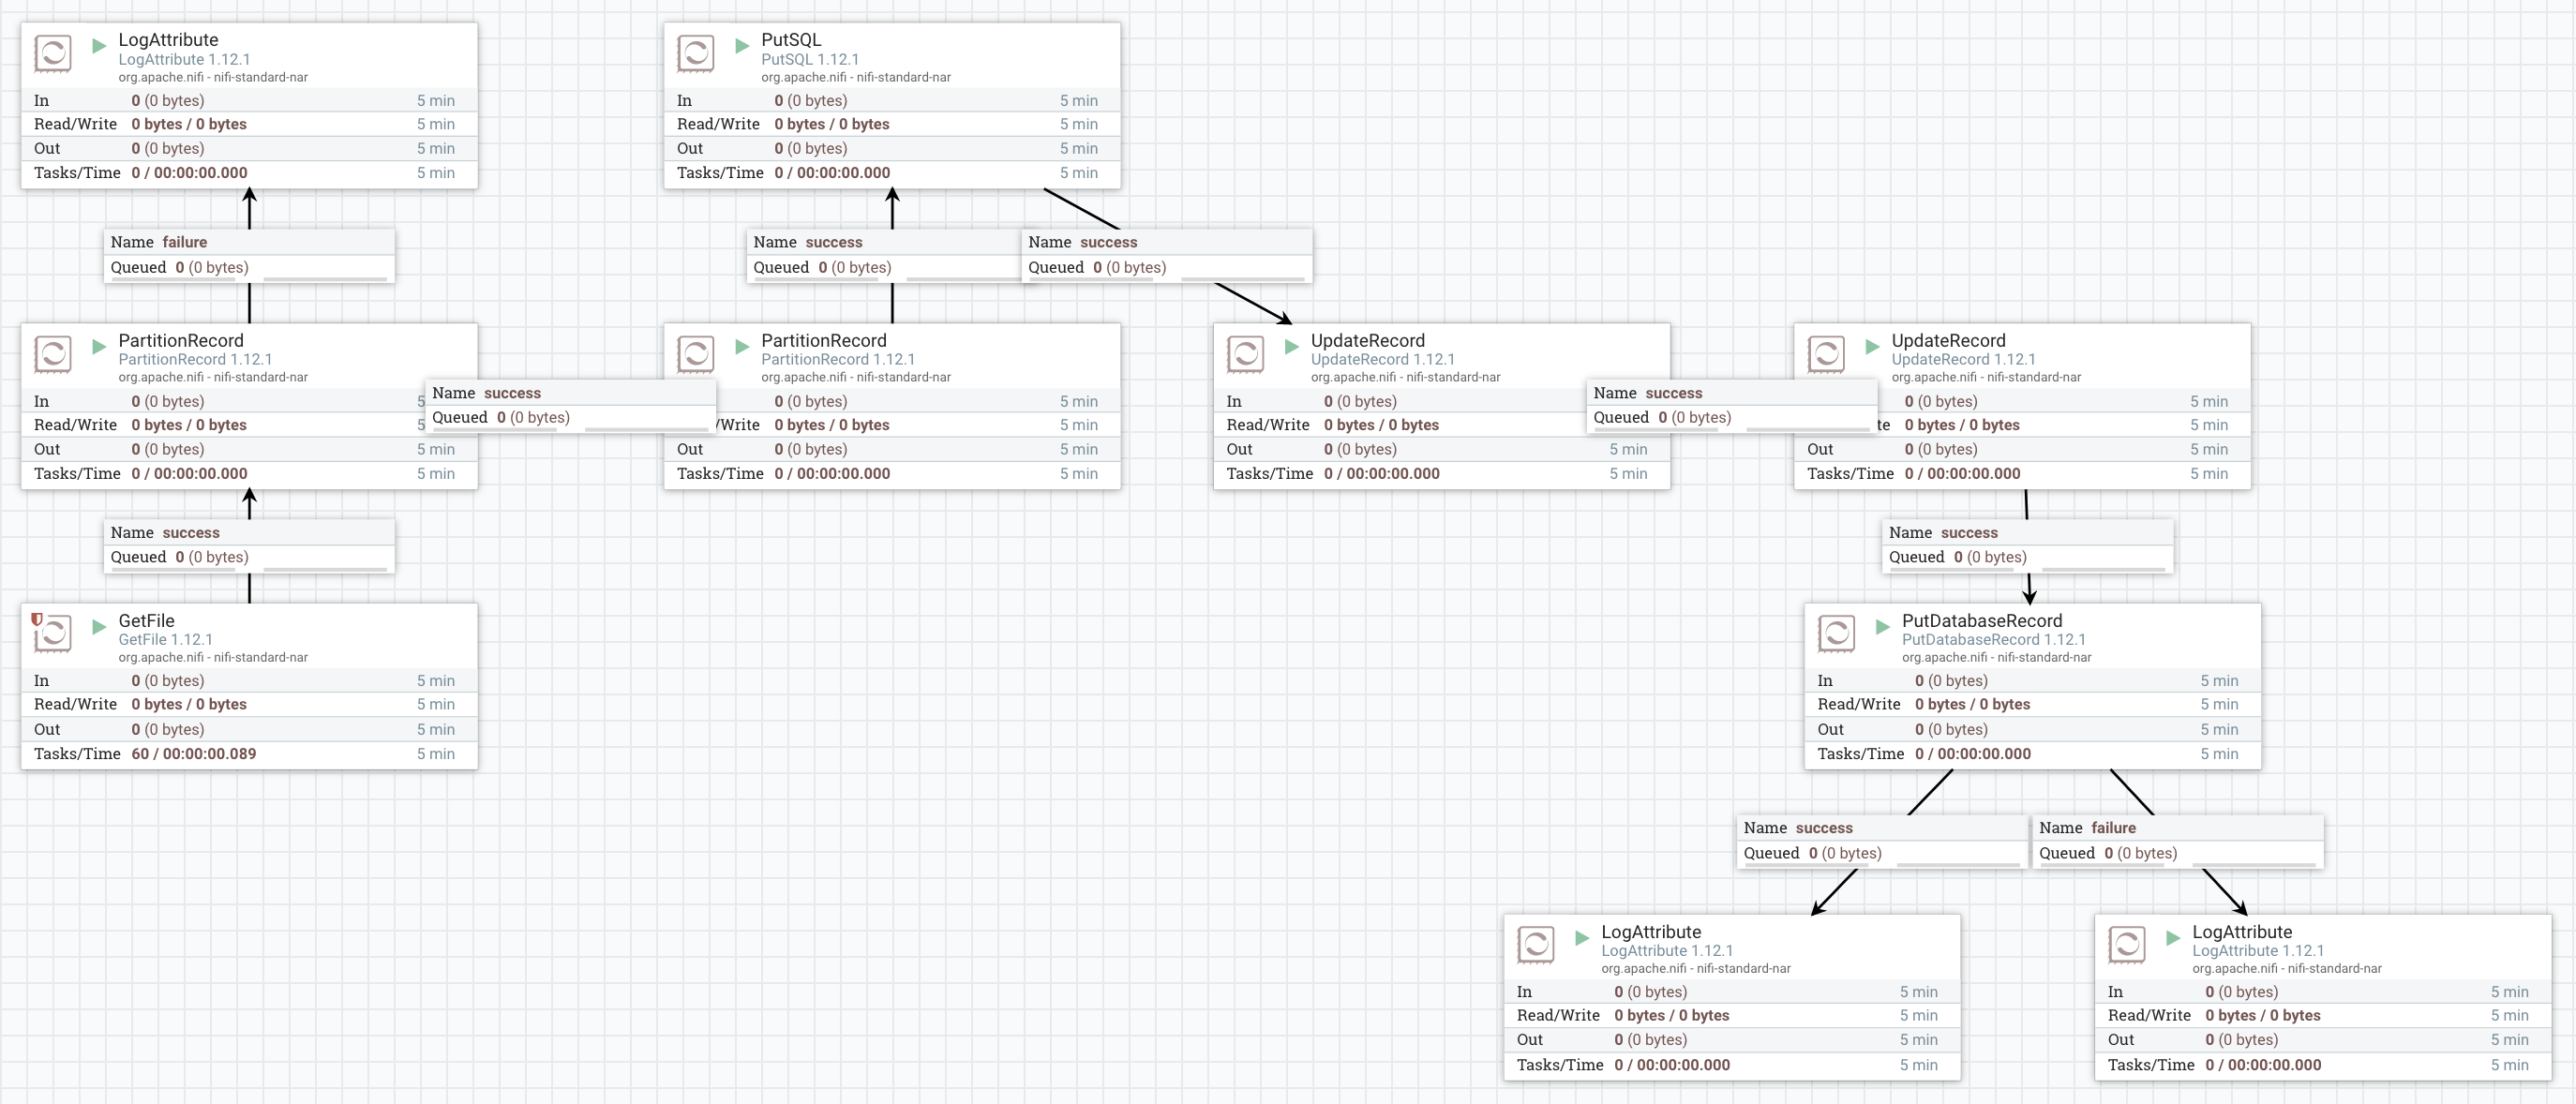 LogAttribute
LogAttribute 1.12.1
org.apache.nifi - nifi-standard-nar
In 0 (0 bytes) 5 min
Read/Write 0 bytes / 0 bytes 5 min
Out 0 (0 bytes) 5 min
Tasks/Time 0 / 00:00:00.000 5 min
PutSQL
PutSQL 1.12.1
org.apache.nifi - nifi-standard-nar
In 0 (0 bytes) 5 min
Read/Write 0 bytes / 0 bytes 5 min
Out 0 (0 bytes) 5 min
Tasks/Time 0 / 00:00:00.000 5 min
Name failure
Queued 0 (0 bytes)
Name success
Queued 0 (0 bytes)
Name success
Queued 0 (0 bytes)
PartitionRecord
PartitionRecord 1.12.1
org.apache.nifi - nifi-standard-nar
In 0 (0 bytes) 5
Read/Write 0 bytes / 0 bytes 5
Out 0 (0 bytes) 5 min
Tasks/Time 0 / 00:00:00.000 5 min
Name success
Queued 0 (0 bytes)
PartitionRecord
PartitionRecord 1.12.1
org.apache.nifi - nifi-standard-nar
0 (0 bytes) 5 min
/Write 0 bytes / 0 bytes 5 min
Out 0 (0 bytes) 5 min
Tasks/Time 0 / 00:00:00.000 5 min
UpdateRecord
UpdateRecord 1.12.1
org.apache.nifi - nifi-standard-nar
In 0 (0 bytes)
Read/Write 0 bytes / 0 bytes
Out 0 (0 bytes) 5 min
Tasks/Time 0 / 00:00:00.000 5 min
Name success
Queued 0 (0 bytes)
UpdateRecord
UpdateRecord 1.12.1
org.apache.nifi - nifi-standard-nar
0 (0 bytes) 5 min
te 0 bytes / 0 bytes 5 min
Out 0 (0 bytes) 5 min
Tasks/Time 0 / 00:00:00.000 5 min
Name success
Queued 0 (0 bytes)
Name success
Queued 0 (0 bytes)
GetFile
GetFile 1.12.1
org.apache.nifi - nifi-standard-nar
In 0 (0 bytes) 5 min
Read/Write 0 bytes / 0 bytes 5 min
Out 0 (0 bytes) 5 min
Tasks/Time 60 / 00:00:00.089 5 min
PutDatabaseRecord
PutDatabaseRecord 1.12.1
org.apache.nifi - nifi-standard-nar
In 0 (0 bytes) 5 min
Read/Write 0 bytes / 0 bytes 5 min
Out 0 (0 bytes) 5 min
Tasks/Time 0 / 00:00:00.000 5 min
Name success
Queued 0 (0 bytes)
Name failure
Queued 0 (0 bytes)
LogAttribute
LogAttribute 1.12.1
org.apache.nifi - nifi-standard-nar
In 0 (0 bytes) 5 min
Read/Write 0 bytes / 0 bytes 5 min
Out 0 (0 bytes) 5 min
Tasks/Time 0 / 00:00:00.000 5 min
LogAttribute
LogAttribute 1.12.1
org.apache.nifi - nifi-standard-nar
In 0 (0 bytes) 5 min
Read/Write 0 bytes / 0 bytes 5 min
Out 0 (0 bytes) 5 min
Tasks/Time 0 / 00:00:00.000 5 min